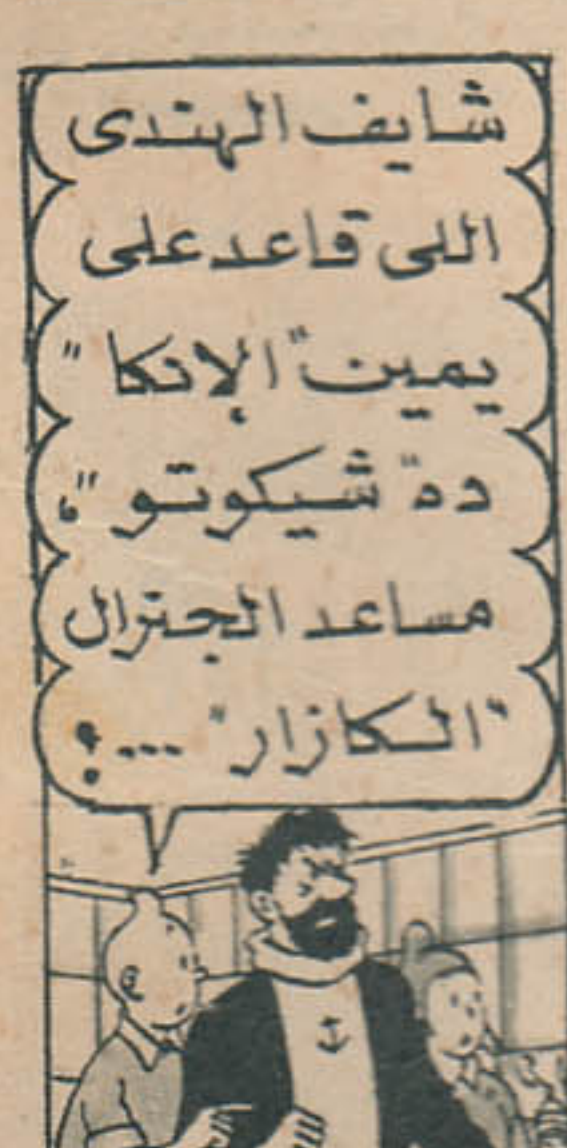 شايف الهندى
اللى قاعد على
يمين "الإنكا"
ده "شيكوتو"،
مساعد الجنرال
"الكازار" ...؟